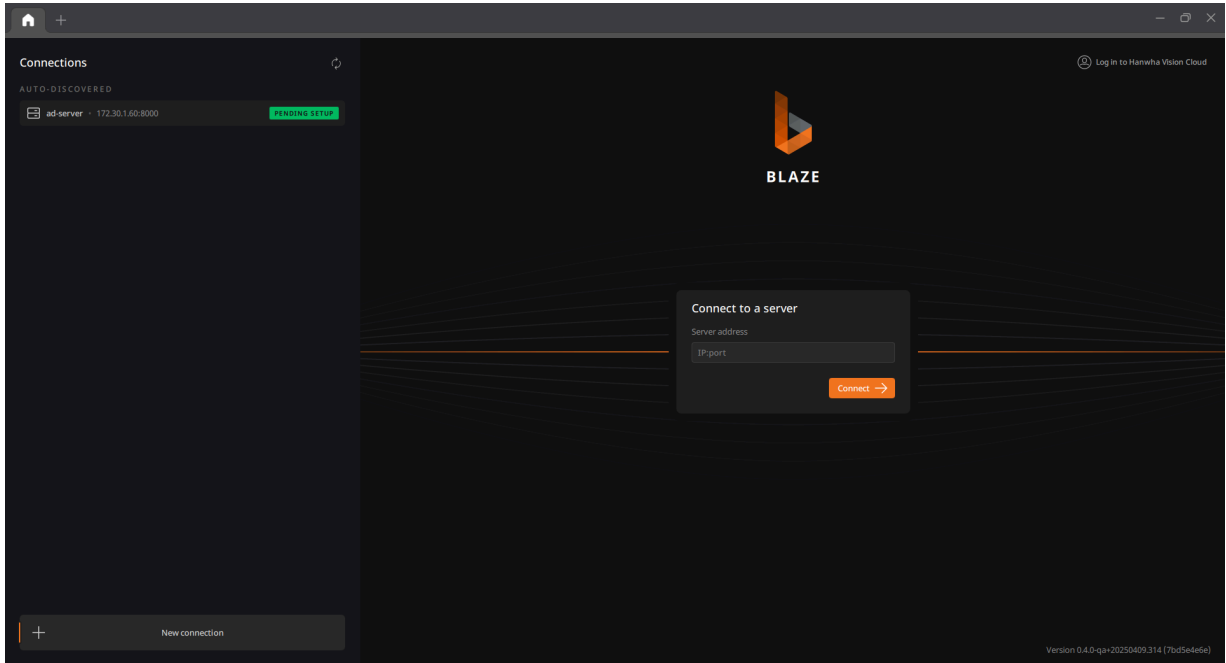 Connections
AUTO-DISCOVERED
ad-server · 172.30.1.60:8000
PENDING SETUP
New connection
Log in to Hanwha Vision Cloud
BLAZE
Connect to a server
Server address
IP:port
Connect
Version 0.4.0-qa+20250409.314 (7bd5e4e6e)